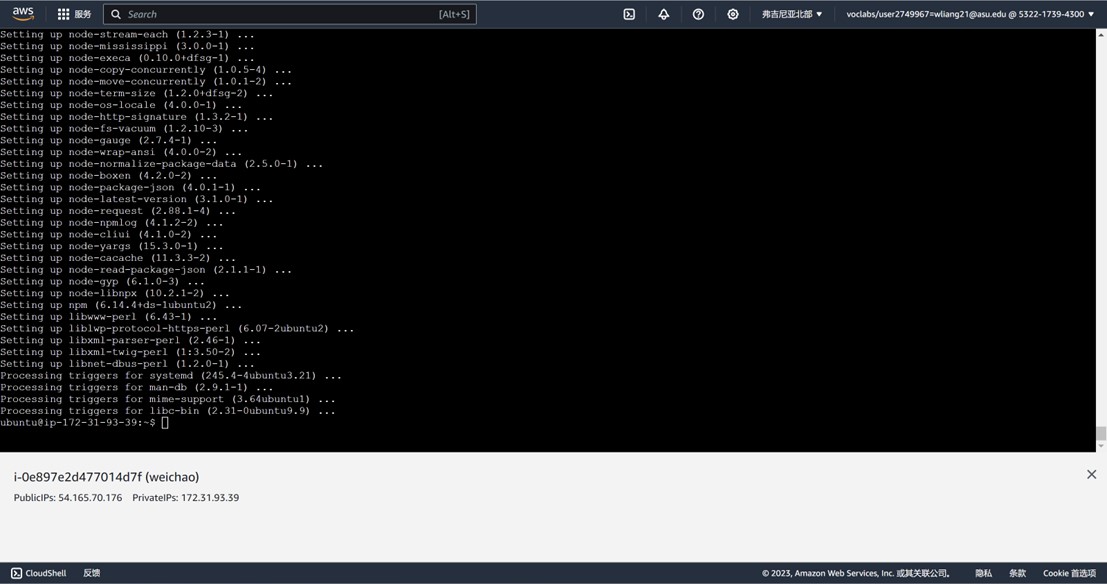 aws 服务 Search [Alt+S] 弗吉尼亚北部 ▼ voclabs/user2749967=wliang21@asu.edu @ 5322-1739-4300 ▼
Setting up node-stream-each (1.2.3-1) ...
Setting up node-mississippi (3.0.0-1) ...
Setting up node-execa (0.10.0+dfsg-1) ...
Setting up node-copy-concurrently (1.0.5-4) ...
Setting up node-move-concurrently (1.0.1-2) ...
Setting up node-term-size (1.2.0+dfsg-2) ...
Setting up node-os-locale (4.0.0-1) ...
Setting up node-http-signature (1.3.2-1) ...
Setting up node-fs-vacuum (1.2.10-3) ...
Setting up node-gauge (2.7.4-1) ...
Setting up node-wrap-ansi (4.0.0-2) ...
Setting up node-normalize-package-data (2.5.0-1) ...
Setting up node-boxen (4.2.0-2) ...
Setting up node-package-json (4.0.1-1) ...
Setting up node-latest-version (3.1.0-1) ...
Setting up node-request (2.88.1-4) ...
Setting up node-npmlog (4.1.2-2) ...
Setting up node-cliui (4.1.0-2) ...
Setting up node-yargs (15.3.0-1) ...
Setting up node-cacache (11.3.3-2) ...
Setting up node-read-package-json (2.1.1-1) ...
Setting up node-gyp (6.1.0-3) ...
Setting up node-libnpx (10.2.1-2) ...
Setting up npm (6.14.4+ds-1ubuntu2) ...
Setting up libwww-perl (6.43-1) ...
Setting up liblwp-protocol-https-perl (6.07-2ubuntu2) ...
Setting up libxml-parser-perl (2.46-1) ...
Setting up libxml-twig-perl (1:3.50-2) ...
Setting up libnet-dbus-perl (1.2.0-1) ...
Processing triggers for systemd (245.4-4ubuntu3.21) ...
Processing triggers for man-db (2.9.1-1) ...
Processing triggers for mime-support (3.64ubuntu1) ...
Processing triggers for libc-bin (2.31-0ubuntu9.9) ...
ubuntu@ip-172-31-93-39:~$
i-0e897e2d477014d7f (weichao)
PublicIPs: 54.165.70.176 PrivateIPs: 172.31.93.39
CloudShell 反馈 © 2023, Amazon Web Services, Inc. 或其关联公司。 隐私 条款 Cookie 首选项